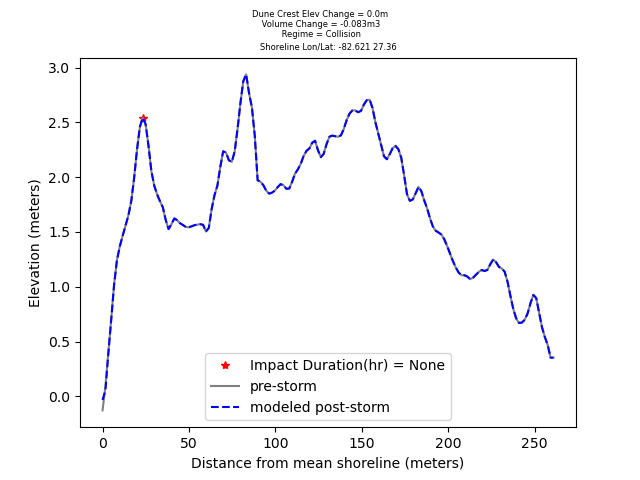 Dune Crest Elev Change = 0.0m
Volume Change = -0.083m3
Regime = Collision
Shoreline Lon/Lat: -82.621 27.36
3.0
2.5
2.0
1.5
1.0
0.5
0.0
Elevation (meters)
Impact Duration(hr) = None
pre-storm
modeled post-storm
0 50 100 150 200 250
Distance from mean shoreline (meters)